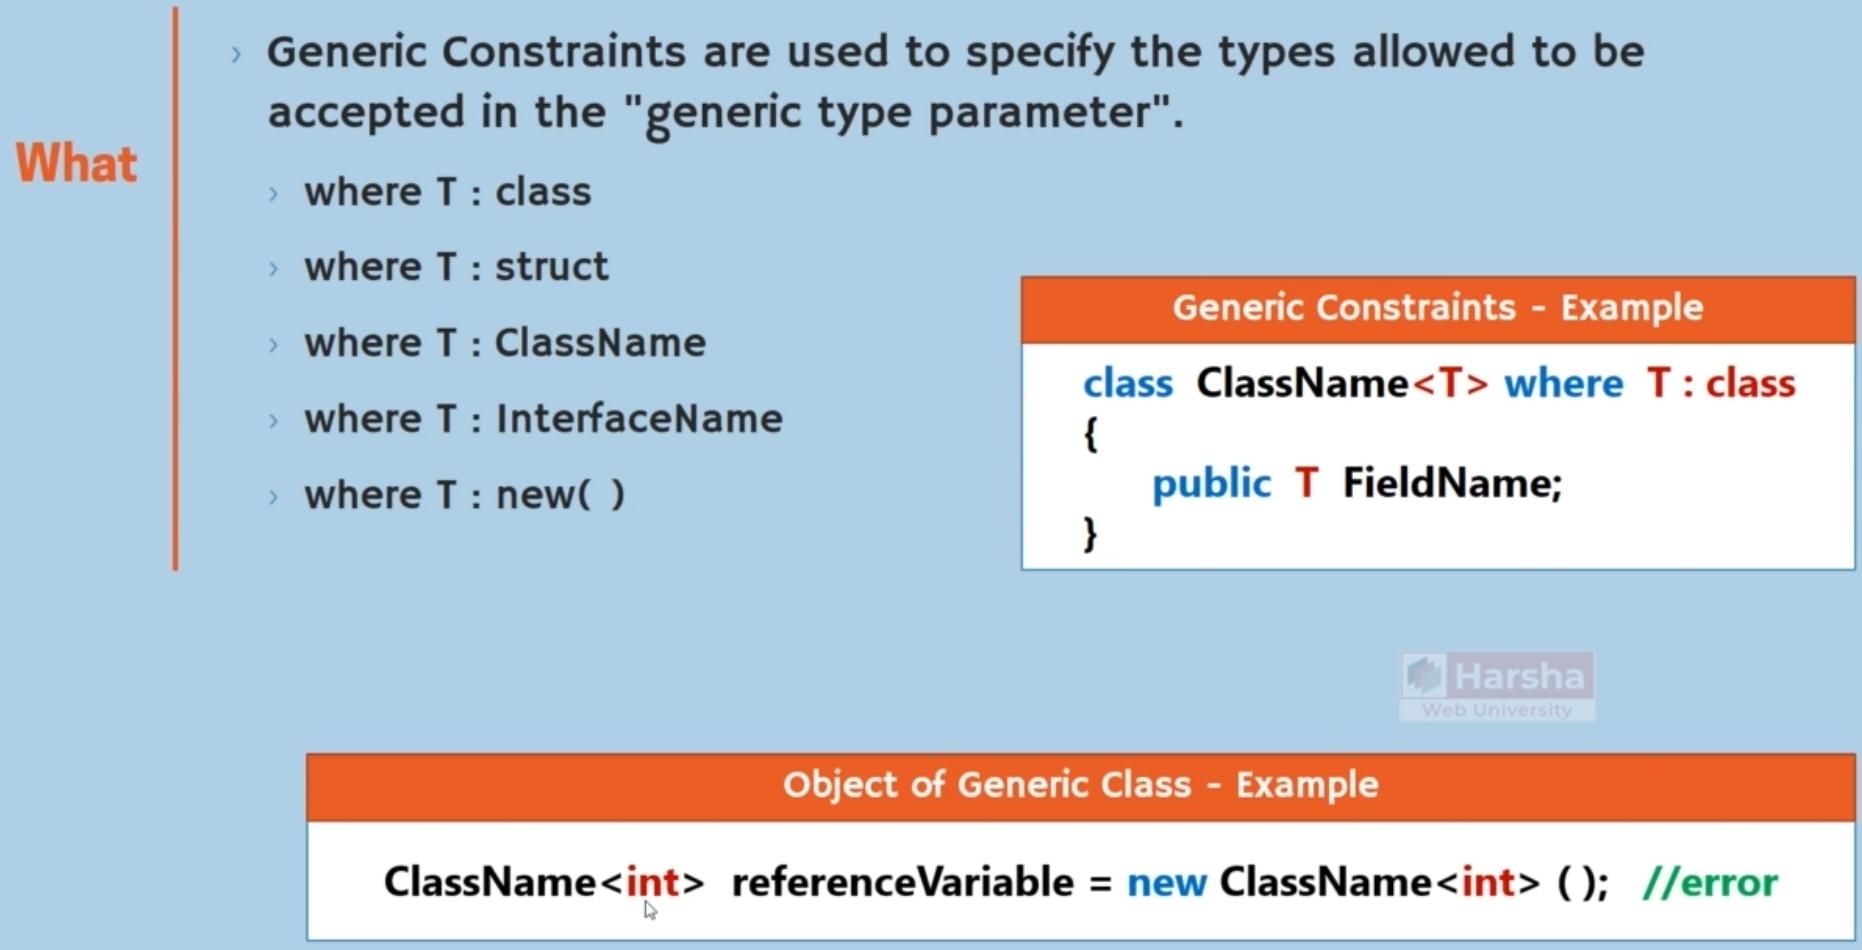 What
› Generic Constraints are used to specify the types allowed to be
accepted in the "generic type parameter".
› where T : class
› where T : struct
› where T : ClassName
› where T : InterfaceName
› where T : new( )
Generic Constraints - Example
class ClassName<T> where T : class
{
public T FieldName;
}
Harsha
Web University
Object of Generic Class - Example
ClassName<int> referenceVariable = new ClassName<int> ( ); //error